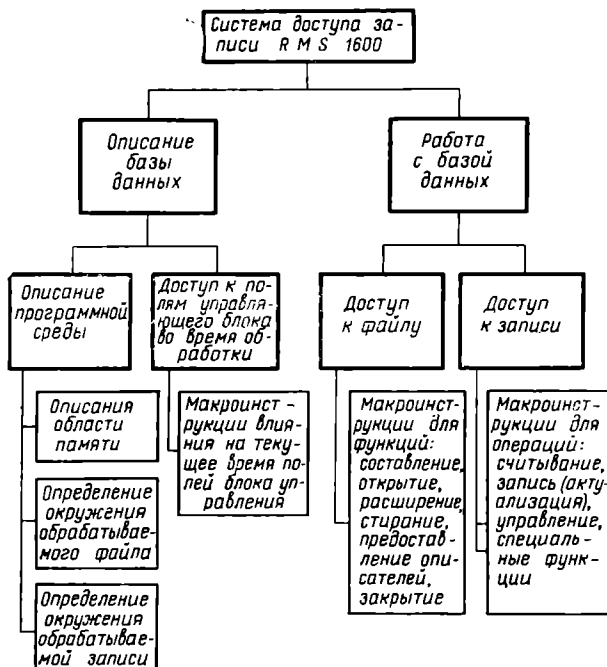 Система доступа за-
писи RMS 1600
Описание
базы
данных
Работа
с базой
данных
Описание
программной
среды
Доступ к по-
лям управля-
ющего блока
во время об-
работки
Доступ
к файлу
Доступ
к записи
Описания
области
памяти
Определение
окружения
обрабатывае-
мого файла
Определение
окружения
обрабатывае-
мой записи
Макроинст-
рукции влия-
ния на теку-
щее время по-
лей блока уп-
равления
Макроинст-
рукции для
функций:
составление,
открытие,
расширение,
стирание,
предостав-
ление опи-
сателей,
закрытие
Макроинст-
рукции для
операций:
считывание,
запись (акту-
ализация),
управление,
специаль-
ные функ-
ции